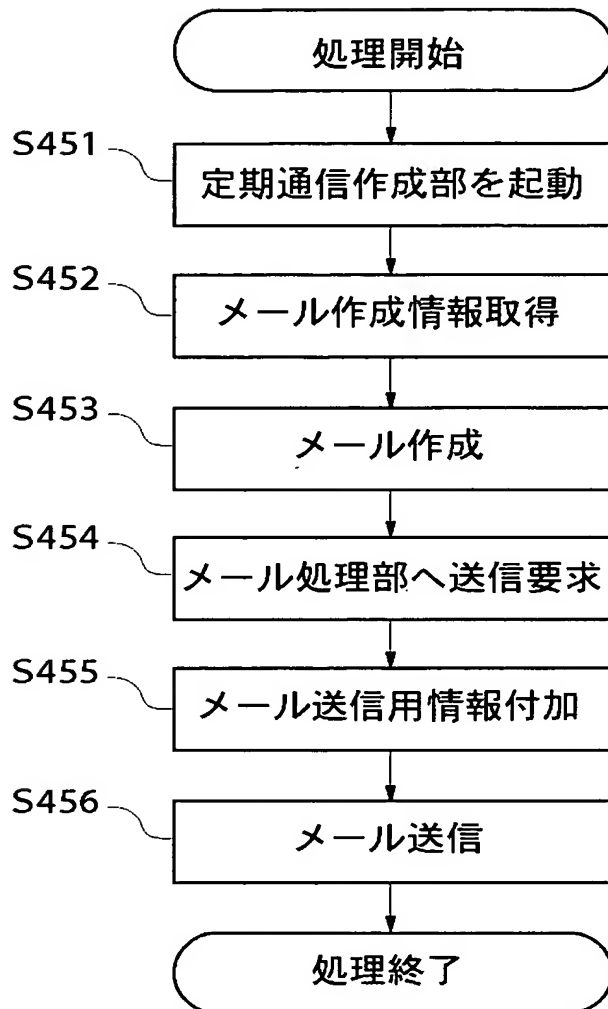 処理開始
S451
定期通信作成部を起動
S452
メール作成情報取得
S453
メール作成
S454
メール処理部へ送信要求
S455
メール送信用情報付加
S456
メール送信
処理終了